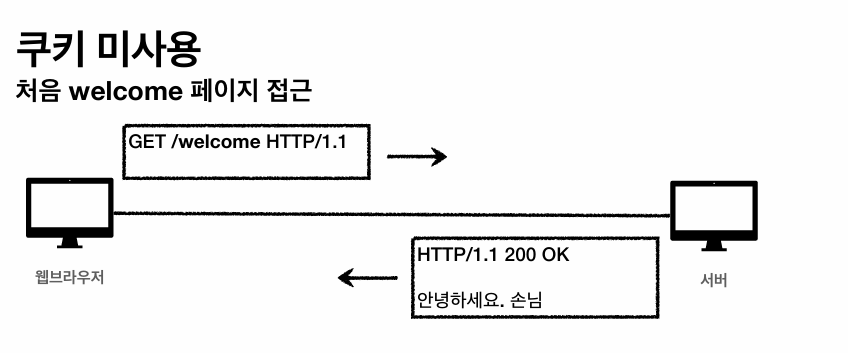 쿠키 미사용
처음 welcome 페이지 접근
GET /welcome HTTP/1.1
웹브라우저
HTTP/1.1 200 OK
안녕하세요. 손님
서버